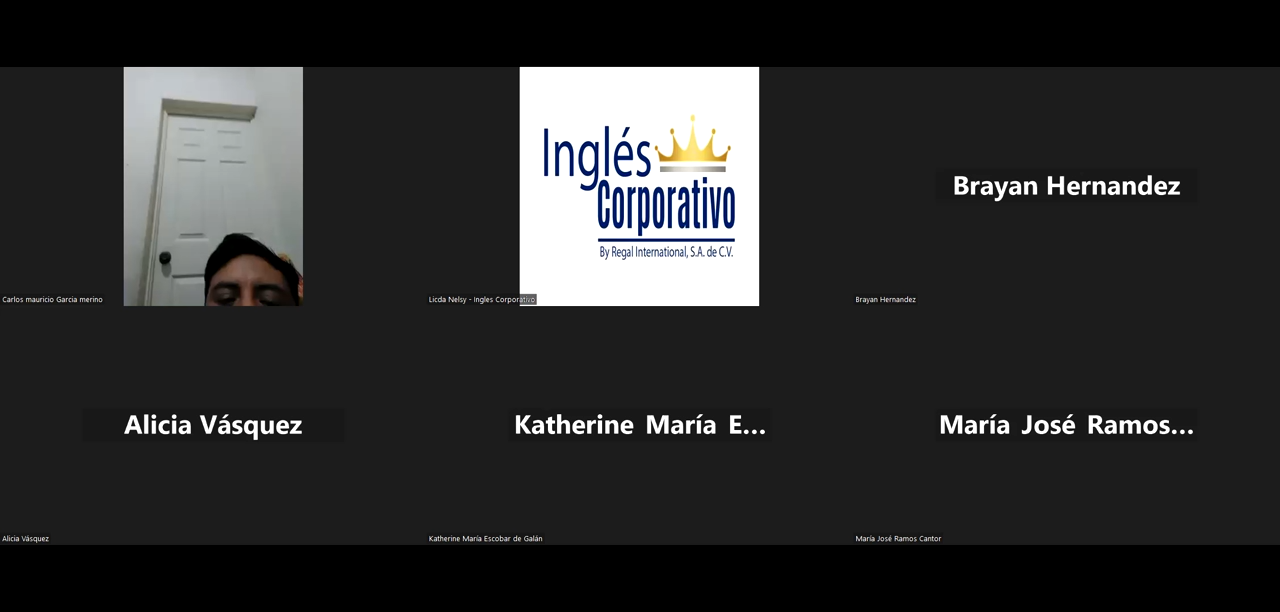 Inglés
Corporativo
By Regal International, S.A. de C.V.
Brayan Hernandez
Carlos mauricio Garcia merino
Licda Nelsy - Ingles Corporativo
Brayan Hernandez
Alicia Vásquez
Katherine María E...
María José Ramos...
Alicia Vásquez
Katherine María Escobar de Galán
María José Ramos Cantor